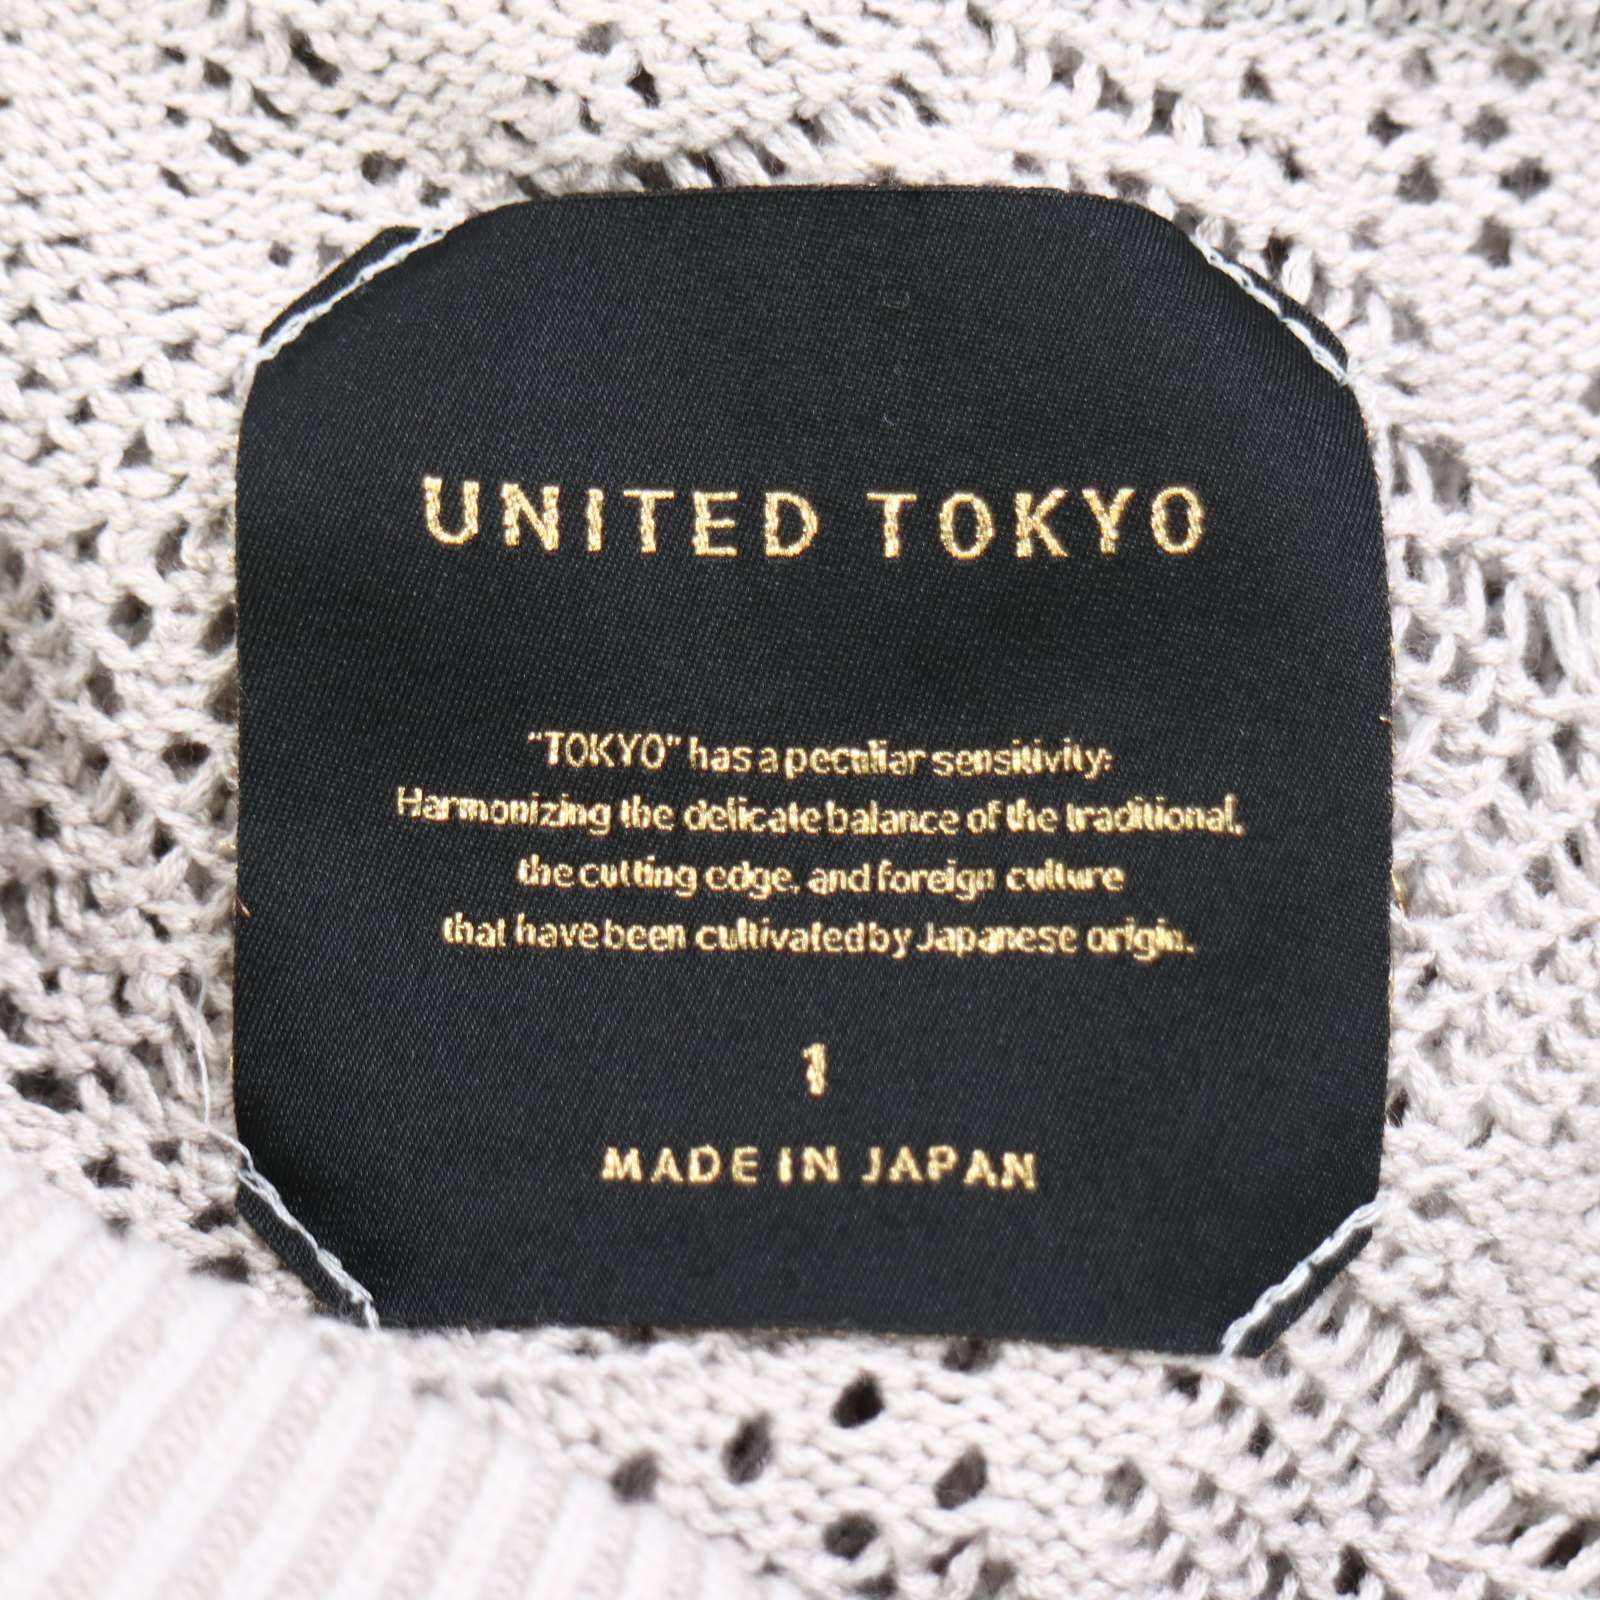 UNITED TOKYO
"TOKYO" has a peculiar sensitivity:
Harmonizing the delicate balance of the traditional,
the cutting edge, and foreign culture
that have been cultivated by Japanese origin.
1
MADE IN JAPAN